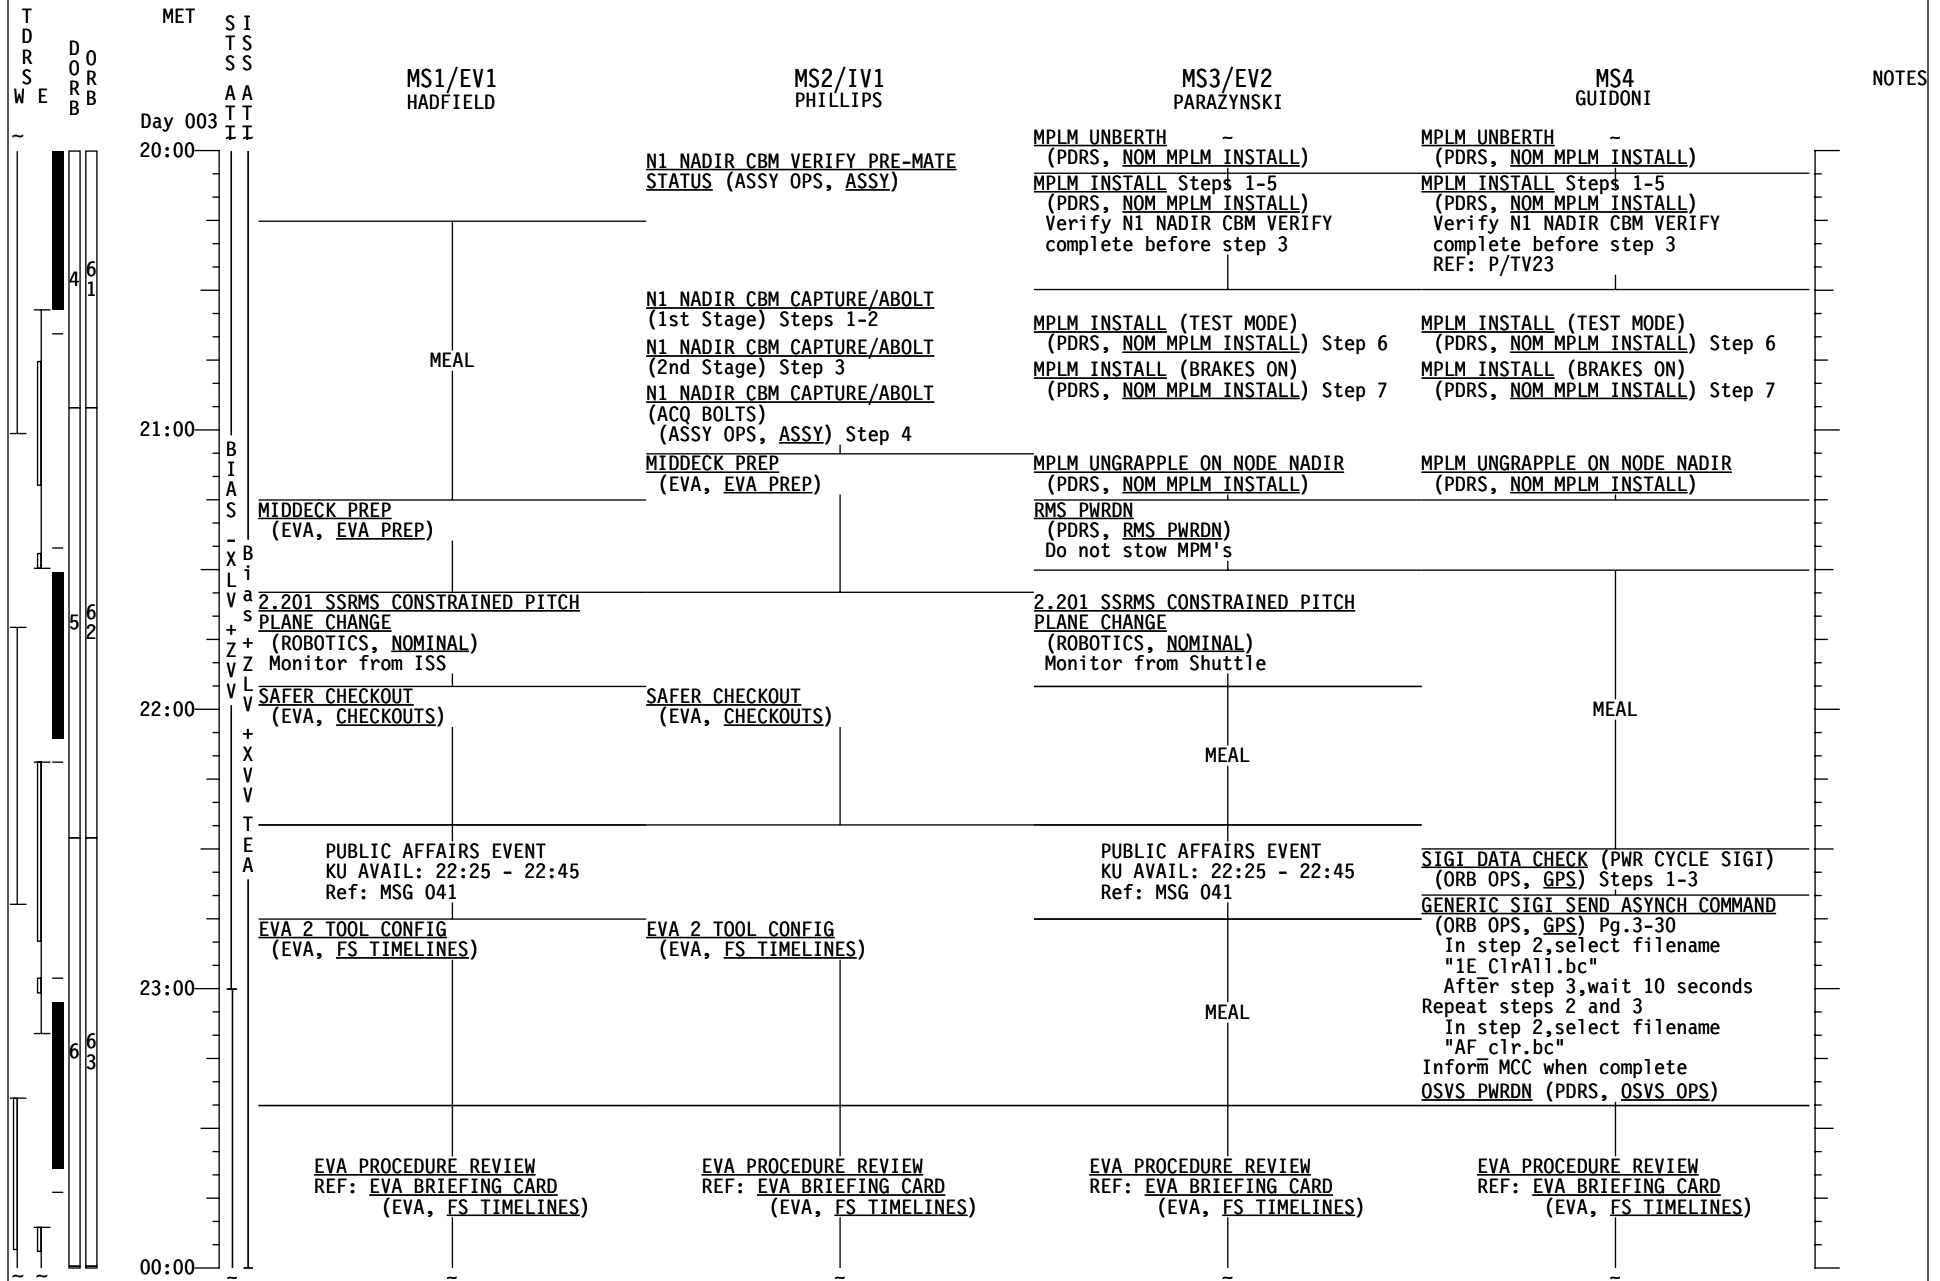 MET
TDRS
W E
DORB
ORB
STS ATT
ISS ATT
MS1/EV1
HADFIELD
MS2/IV1
PHILLIPS
MS3/EV2
PARAZYNSKI
MS4
GUIDONI
NOTES
Day 003
20:00
21:00
22:00
23:00
00:00
4
5
6
61
62
63
BIAS -XLV +ZVV
Bias +ZLV +XVV TEA
MEAL
MIDDECK PREP
(EVA, EVA PREP)
2.201 SSRMS CONSTRAINED PITCH
PLANE CHANGE
(ROBOTICS, NOMINAL)
Monitor from ISS
SAFER CHECKOUT
(EVA, CHECKOUTS)
PUBLIC AFFAIRS EVENT
KU AVAIL: 22:25 - 22:45
Ref: MSG 041
EVA 2 TOOL CONFIG
(EVA, FS TIMELINES)
EVA PROCEDURE REVIEW
REF: EVA BRIEFING CARD
(EVA, FS TIMELINES)
N1 NADIR CBM VERIFY PRE-MATE
STATUS (ASSY OPS, ASSY)
N1 NADIR CBM CAPTURE/ABOLT
(1st Stage) Steps 1-2
N1 NADIR CBM CAPTURE/ABOLT
(2nd Stage) Step 3
N1 NADIR CBM CAPTURE/ABOLT
(ACQ BOLTS)
(ASSY OPS, ASSY) Step 4
MIDDECK PREP
(EVA, EVA PREP)
SAFER CHECKOUT
(EVA, CHECKOUTS)
EVA 2 TOOL CONFIG
(EVA, FS TIMELINES)
EVA PROCEDURE REVIEW
REF: EVA BRIEFING CARD
(EVA, FS TIMELINES)
MPLM UNBERTH ~
(PDRS, NOM MPLM INSTALL)
MPLM INSTALL Steps 1-5
(PDRS, NOM MPLM INSTALL)
Verify N1 NADIR CBM VERIFY
complete before step 3
MPLM INSTALL (TEST MODE)
(PDRS, NOM MPLM INSTALL) Step 6
MPLM INSTALL (BRAKES ON)
(PDRS, NOM MPLM INSTALL) Step 7
MPLM UNGRAPPLE ON NODE NADIR
(PDRS, NOM MPLM INSTALL)
RMS PWRDN
(PDRS, RMS PWRDN)
Do not stow MPM's
2.201 SSRMS CONSTRAINED PITCH
PLANE CHANGE
(ROBOTICS, NOMINAL)
Monitor from Shuttle
MEAL
PUBLIC AFFAIRS EVENT
KU AVAIL: 22:25 - 22:45
Ref: MSG 041
MEAL
EVA PROCEDURE REVIEW
REF: EVA BRIEFING CARD
(EVA, FS TIMELINES)
MPLM UNBERTH ~
(PDRS, NOM MPLM INSTALL)
MPLM INSTALL Steps 1-5
(PDRS, NOM MPLM INSTALL)
Verify N1 NADIR CBM VERIFY
complete before step 3
REF: P/TV23
MPLM INSTALL (TEST MODE)
(PDRS, NOM MPLM INSTALL) Step 6
MPLM INSTALL (BRAKES ON)
(PDRS, NOM MPLM INSTALL) Step 7
MPLM UNGRAPPLE ON NODE NADIR
(PDRS, NOM MPLM INSTALL)
MEAL
SIGI DATA CHECK (PWR CYCLE SIGI)
(ORB OPS, GPS) Steps 1-3
GENERIC SIGI SEND ASYNCH COMMAND
(ORB OPS, GPS) Pg.3-30
In step 2,select filename
"1E_ClrAll.bc"
After step 3,wait 10 seconds
Repeat steps 2 and 3
In step 2,select filename
"AF_clr.bc"
Inform MCC when complete
OSVS PWRDN (PDRS, OSVS OPS)
EVA PROCEDURE REVIEW
REF: EVA BRIEFING CARD
(EVA, FS TIMELINES)